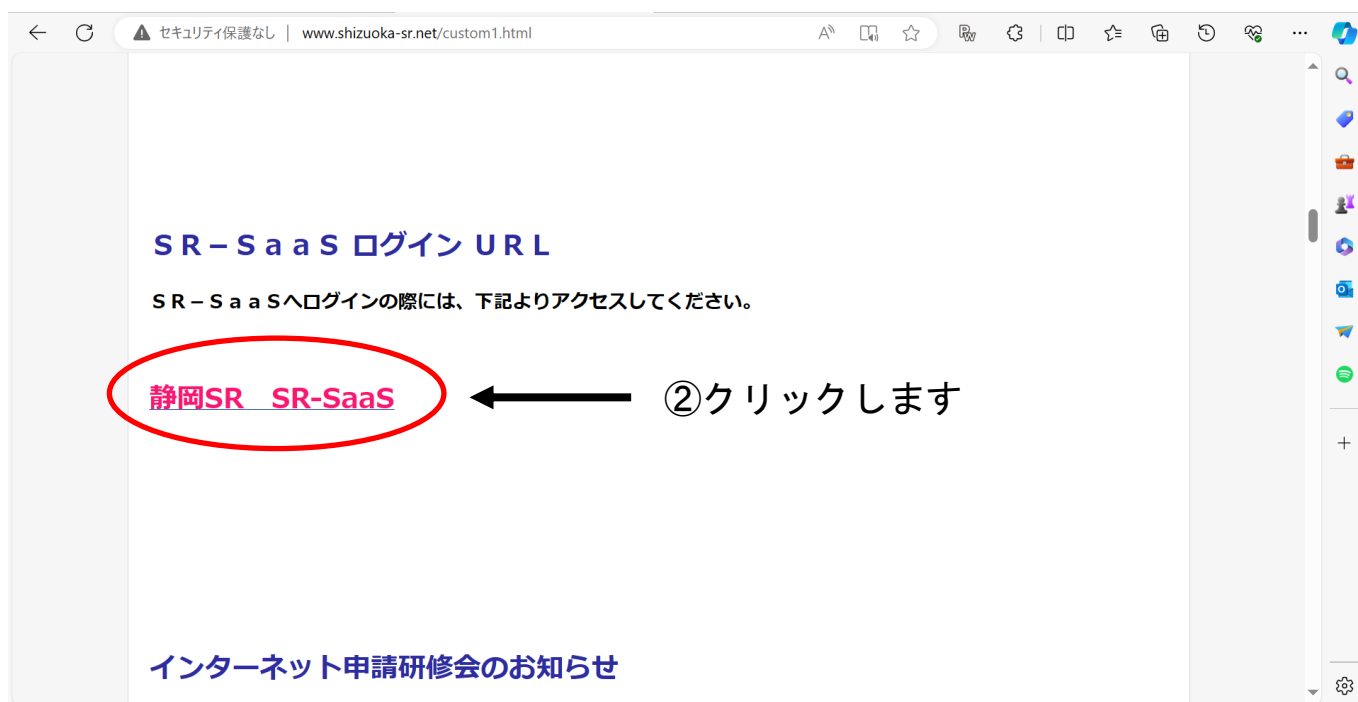 セキュリティ保護なし | www.shizuoka-sr.net/custom1.html
ＳＲ－ＳａａＳ ログイン ＵＲＬ
ＳＲ－ＳａａＳへログインの際には、下記よりアクセスしてください。
静岡SR　SR-SaaS
②クリックします
インターネット申請研修会のお知らせ